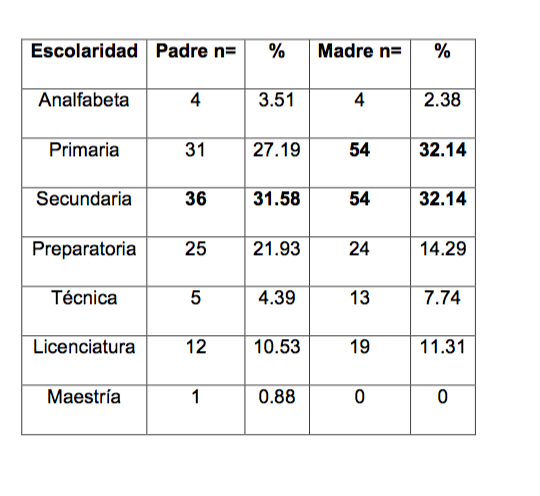 Escolaridad Padre n= % Madre n= %
Analfabeta 4 3.51 4 2.38
Primaria 31 27.19 54 32.14
Secundaria 36 31.58 54 32.14
Preparatoria 25 21.93 24 14.29
Técnica 5 4.39 13 7.74
Licenciatura 12 10.53 19 11.31
Maestría 1 0.88 0 0